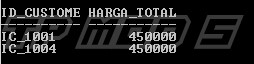 ID_CUSTOME HARGA_TOTAL
---------- -----------
IC_1001         450000
IC_1004         450000